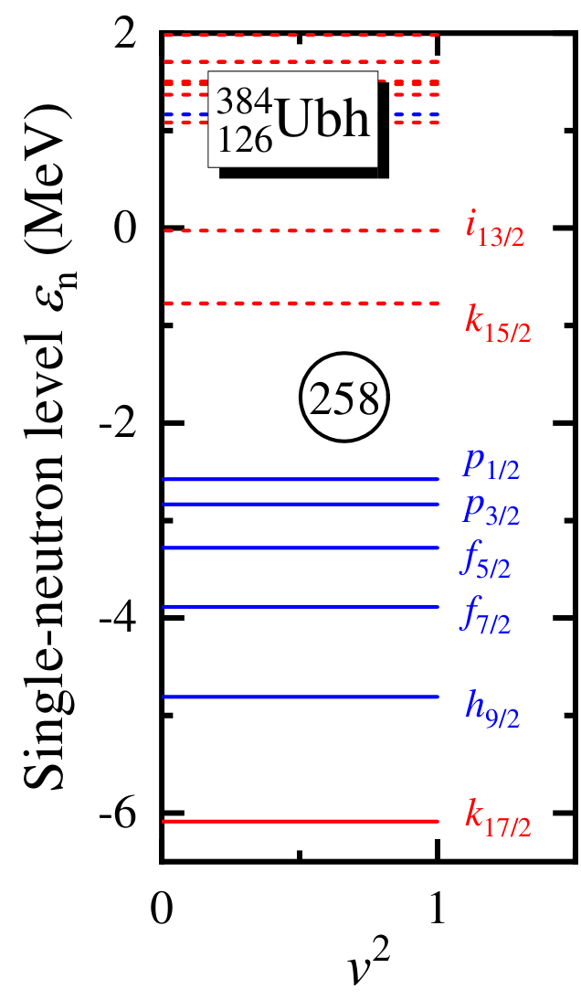 Single-neutron level εn (MeV)
2
0
-2
-4
-6
384
126Ubh
i13/2
k15/2
258
p1/2
p3/2
f5/2
f7/2
h9/2
k17/2
0 1
v2